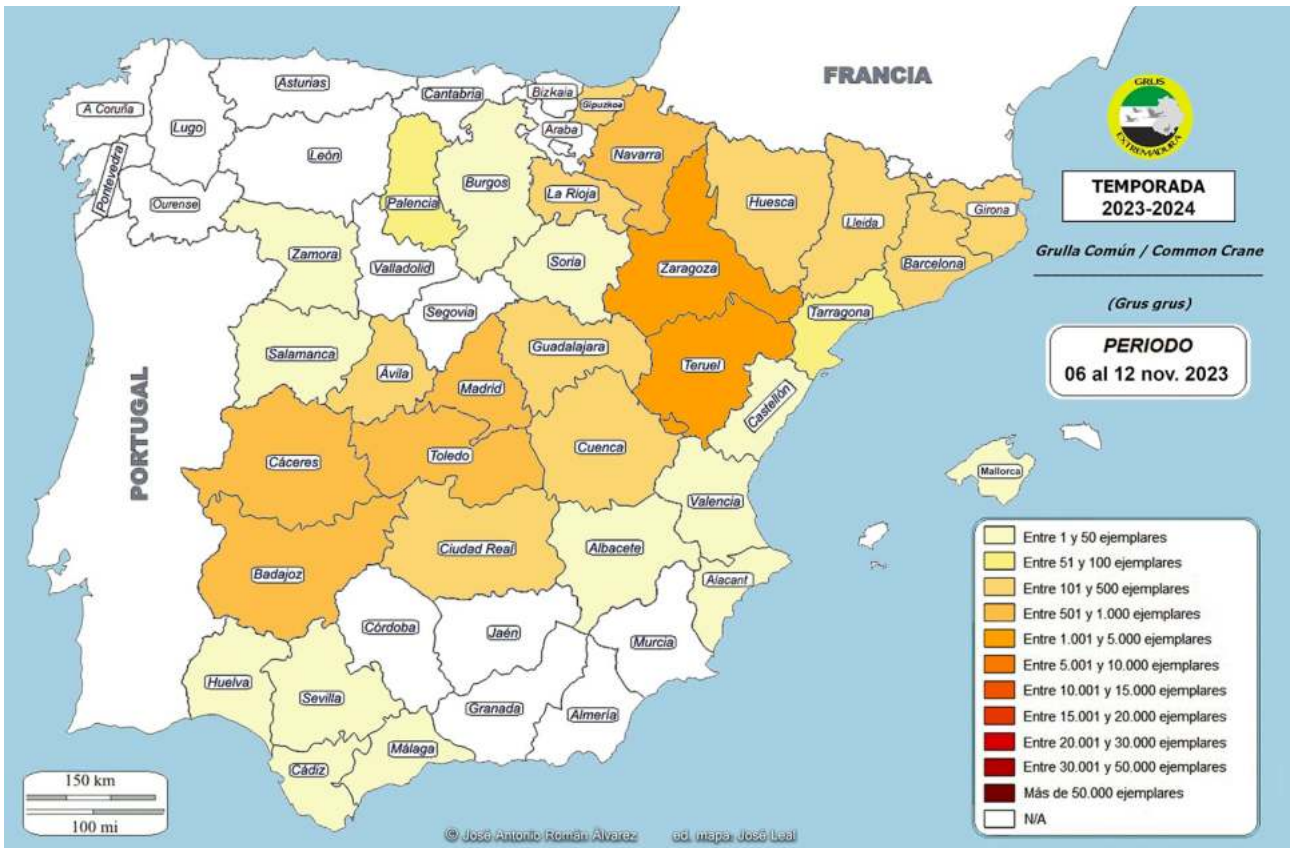 FRANCIA
GRUS
EXTREMADURA
TEMPORADA
2023-2024
Grulla Común / Common Crane
(Grus grus)
PERIODO
06 al 12 nov. 2023
A Coruña
Lugo
Asturias
Cantabria
Bizkaia
Gipuzkoa
Araba
Navarra
Pontevedra
Ourense
León
Palencia
Burgos
La Rioja
Huesca
Lleida
Girona
Barcelona
Zamora
Valladolid
Soria
Zaragoza
Tarragona
Segovia
Salamanca
Ávila
Madrid
Guadalajara
Teruel
Castellón
PORTUGAL
Cáceres
Toledo
Cuenca
Valencia
Mallorca
Badajoz
Ciudad Real
Albacete
Alacant
Córdoba
Jaén
Murcia
Huelva
Sevilla
Granada
Almería
Cádiz
Málaga
Entre 1 y 50 ejemplares
Entre 51 y 100 ejemplares
Entre 101 y 500 ejemplares
Entre 501 y 1.000 ejemplares
Entre 1.001 y 5.000 ejemplares
Entre 5.001 y 10.000 ejemplares
Entre 10.001 y 15.000 ejemplares
Entre 15.001 y 20.000 ejemplares
Entre 20.001 y 30.000 ejemplares
Entre 30.001 y 50.000 ejemplares
Más de 50.000 ejemplares
N/A
150 km
100 mi
© José Antonio Román Álvarez ed. mapa: José Leal